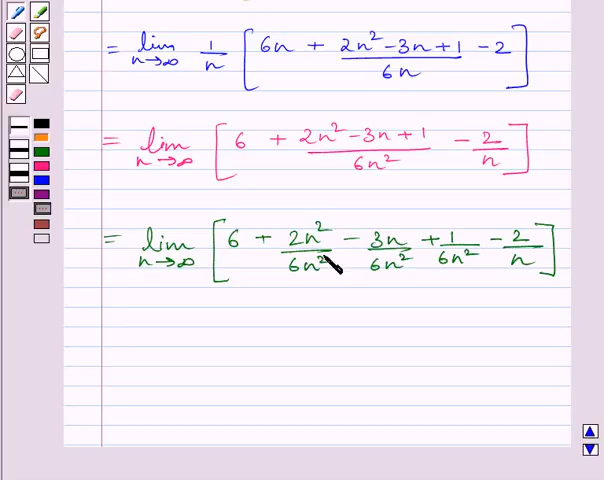 = lim n→∞ 1/n [ 6n + (2n² - 3n + 1)/6n - 2 ]
= lim n→∞ [ 6 + (2n² - 3n + 1)/6n² - 2/n ]
= lim n→∞ [ 6 + 2n²/6n² - 3n/6n² + 1/6n² - 2/n ]